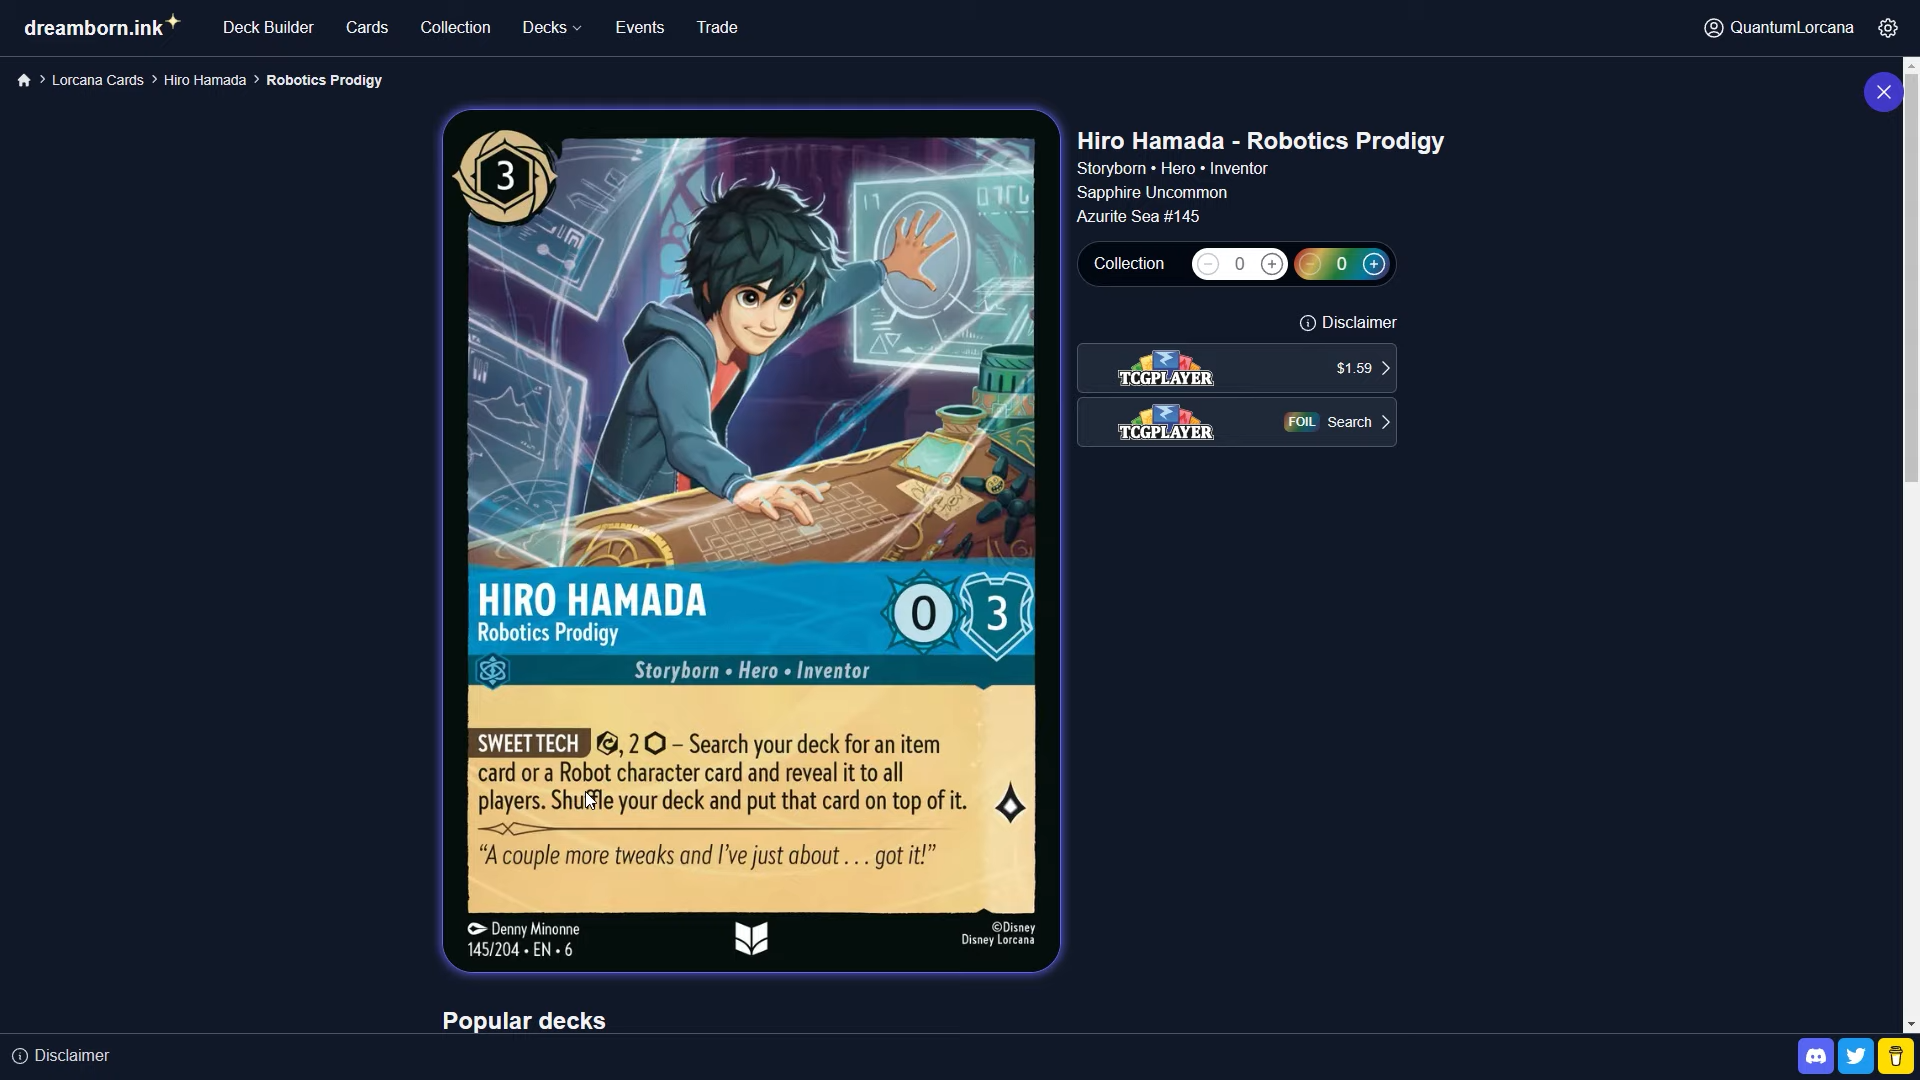 dreamborn.ink
Deck Builder
Cards
Collection
Decks
Events
Trade
QuantumLorcana
Lorcana Cards
Hiro Hamada
Robotics Prodigy
3
HIRO HAMADA
Robotics Prodigy
0
3
Storyborn • Hero • Inventor
SWEET TECH , 2 – Search your deck for an item
card or a Robot character card and reveal it to all
players. Shuffle your deck and put that card on top of it.
“A couple more tweaks and I’ve just about . . . got it!”
Denny Minonne
145/204 • EN • 6
©Disney
Disney Lorcana
Hiro Hamada - Robotics Prodigy
Storyborn • Hero • Inventor
Sapphire Uncommon
Azurite Sea #145
Collection
0
0
Disclaimer
TCGPLAYER
$1.59
TCGPLAYER
FOIL
Search
Popular decks
Disclaimer